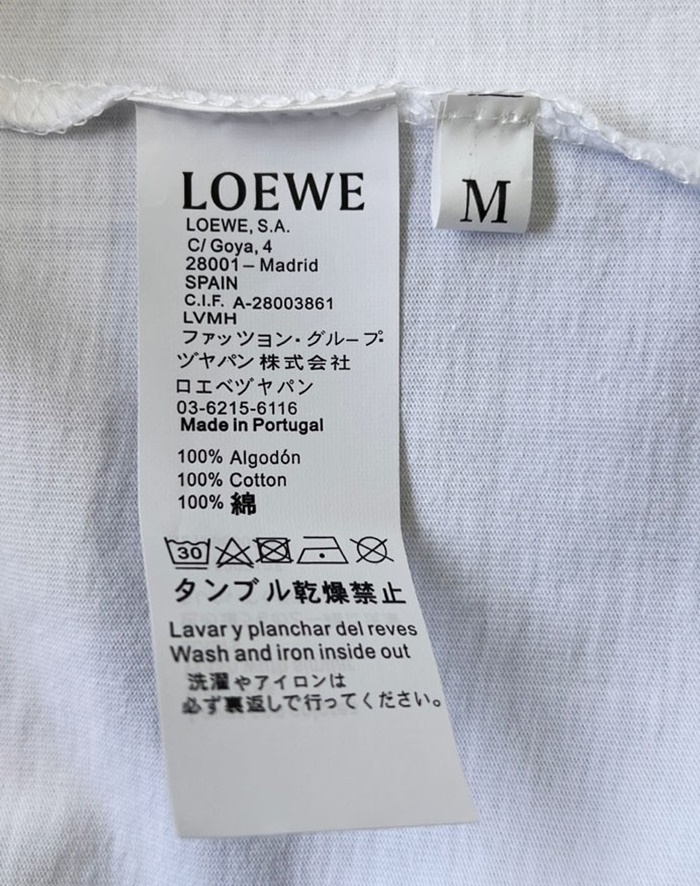 LOEWE
LOEWE, S.A.
C/ Goya, 4
28001 – Madrid
SPAIN
C.I.F. A-28003861
LVMH
ファッツョン・グループ
ヅヤパン 株式会社
ロエベヅヤパン
03-6215-6116
Made in Portugal
100% Algodón
100% Cotton
100% 綿
30
タンブル乾燥禁止
Lavar y planchar del reves
Wash and iron inside out
洗濯やアイロンは
必ず裏返しで行ってください。
M